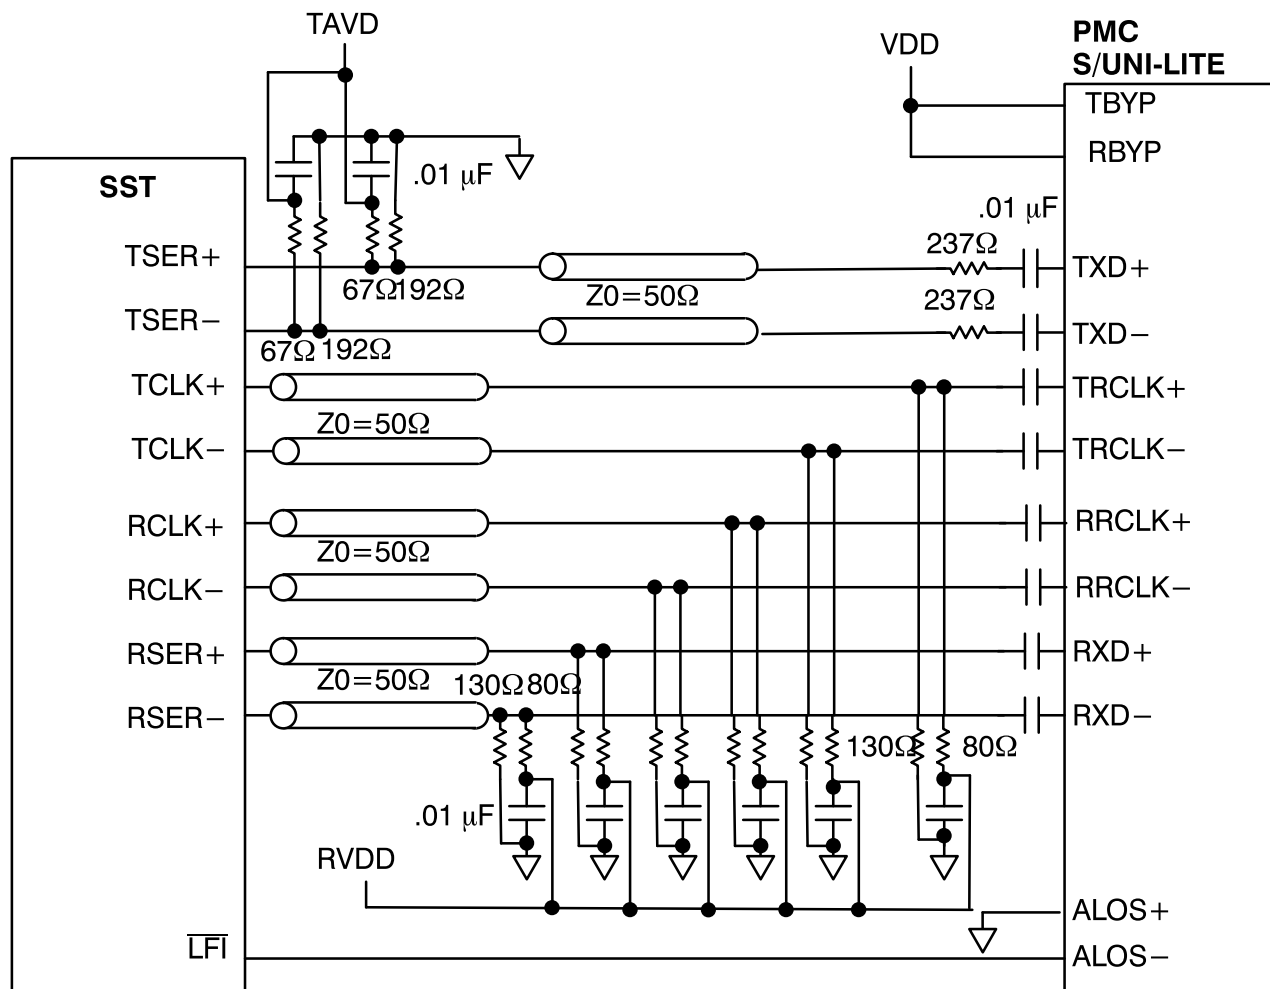 TAVD
VDD
PMC
S/UNI-LITE
TBYP
RBYP
.01 μF
SST
.01 μF
TSER+
237Ω
TXD+
67Ω
192Ω
Z0=50Ω
237Ω
TSER−
TXD−
67Ω
192Ω
TCLK+
TRCLK+
Z0=50Ω
TCLK−
TRCLK−
RCLK+
RRCLK+
Z0=50Ω
RCLK−
RRCLK−
RSER+
RXD+
Z0=50Ω
130Ω
80Ω
RSER−
RXD−
130Ω
80Ω
.01 μF
RVDD
ALOS+
LFI
ALOS−